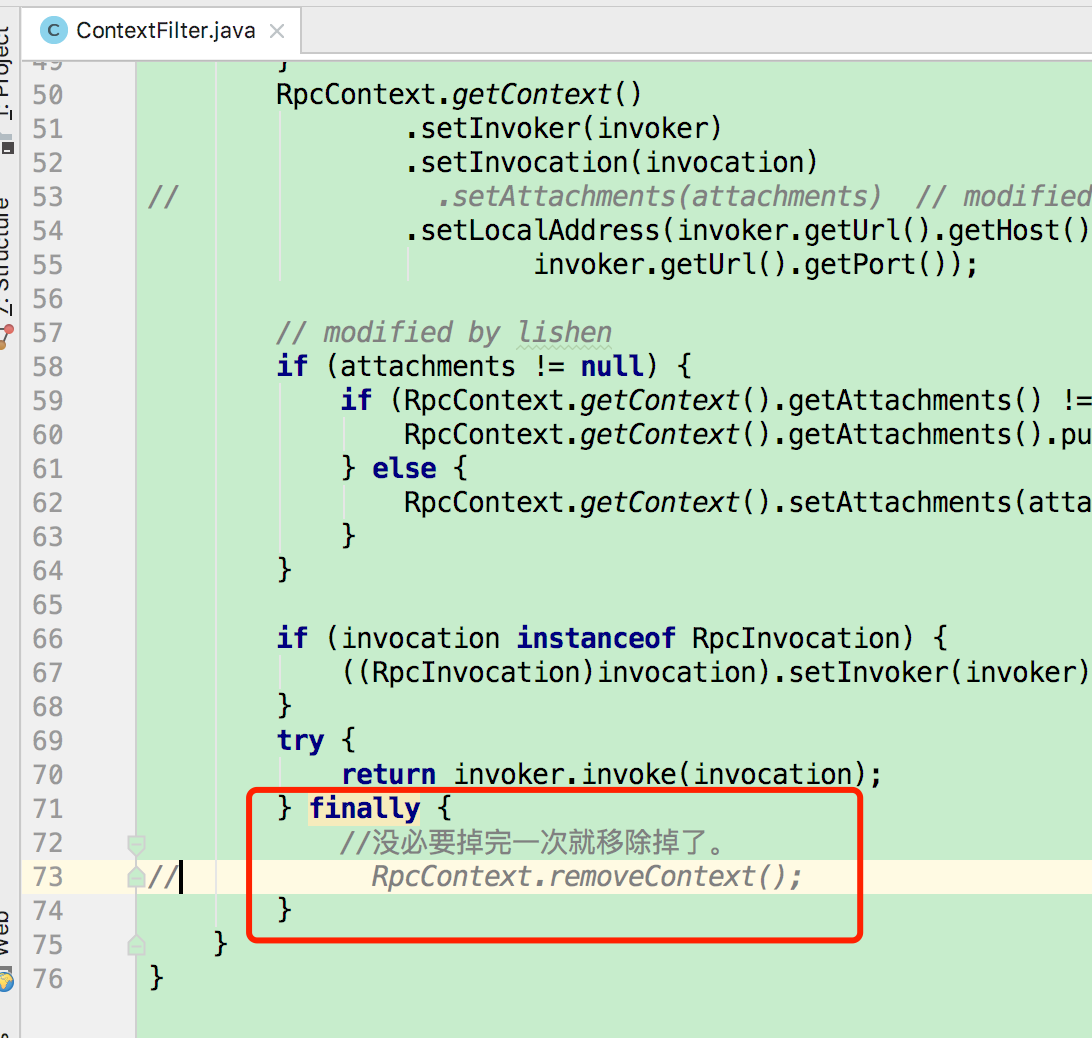 ContextFilter.java
1: Project
Z: Structure
Web
49 }
50 RpcContext.getContext()
51 .setInvoker(invoker)
52 .setInvocation(invocation)
53 // .setAttachments(attachments) // modified
54 .setLocalAddress(invoker.getUrl().getHost()
55 invoker.getUrl().getPort());
56
57 // modified by lishen
58 if (attachments != null) {
59 if (RpcContext.getContext().getAttachments() !=
60 RpcContext.getContext().getAttachments().pu
61 } else {
62 RpcContext.getContext().setAttachments(atta
63 }
64 }
65
66 if (invocation instanceof RpcInvocation) {
67 ((RpcInvocation)invocation).setInvoker(invoker)
68 }
69 try {
70 return invoker.invoke(invocation);
71 } finally {
72 //没必要掉完一次就移除掉了。
73 // RpcContext.removeContext();
74 }
75 }
76 }